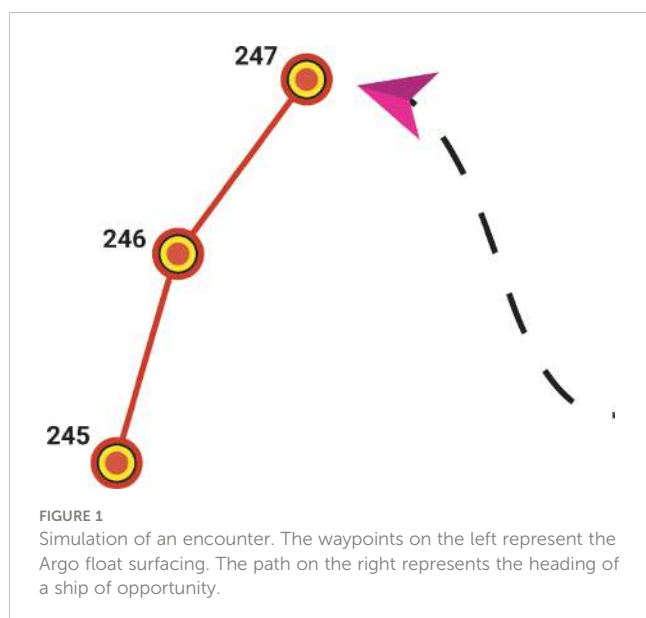 247
246
245
FIGURE 1
Simulation of an encounter. The waypoints on the left represent the
Argo float surfacing. The path on the right represents the heading of
a ship of opportunity.